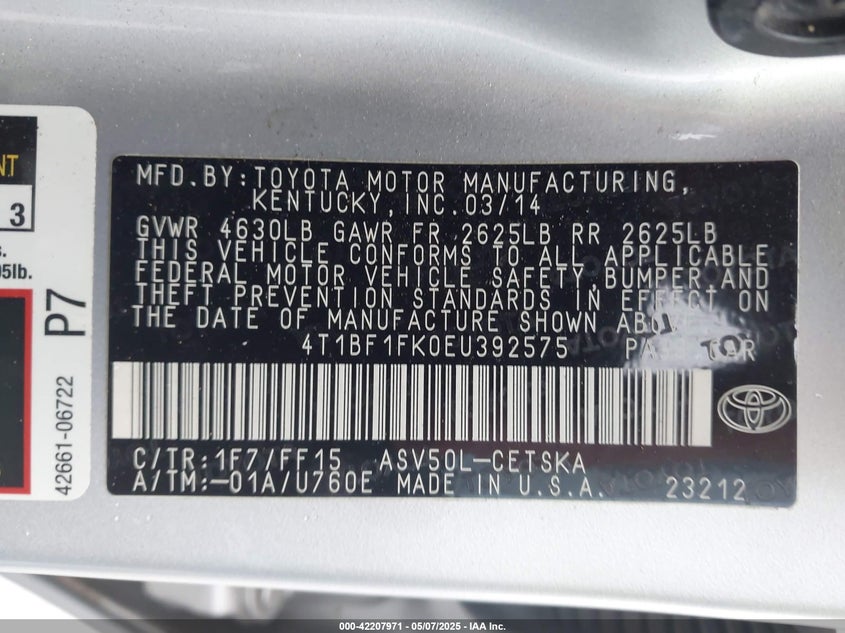 NT
3
s.
95lb.
P7
42661-06722
MFD.BY:TOYOTA MOTOR MANUFACTURING,
KENTUCKY,INC.03/14
GVWR 4630LB GAWR FR 2625LB RR 2625LB
THIS VEHICLE CONFORMS TO ALL APPLICABLE
FEDERAL MOTOR VEHICLE SAFETY,BUMPER,AND
THEFT PREVENTION STANDARDS IN EFFECT ON
THE DATE OF MANUFACTURE SHOWN
4T1BF1FK0EU392575
C/TR:1F7/FF15 ASV50L-CETSKA
A/TM:-01A/U760E MADE IN U.S.A. 23212
000-42207971 - 05/07/2025 - IAA Inc.